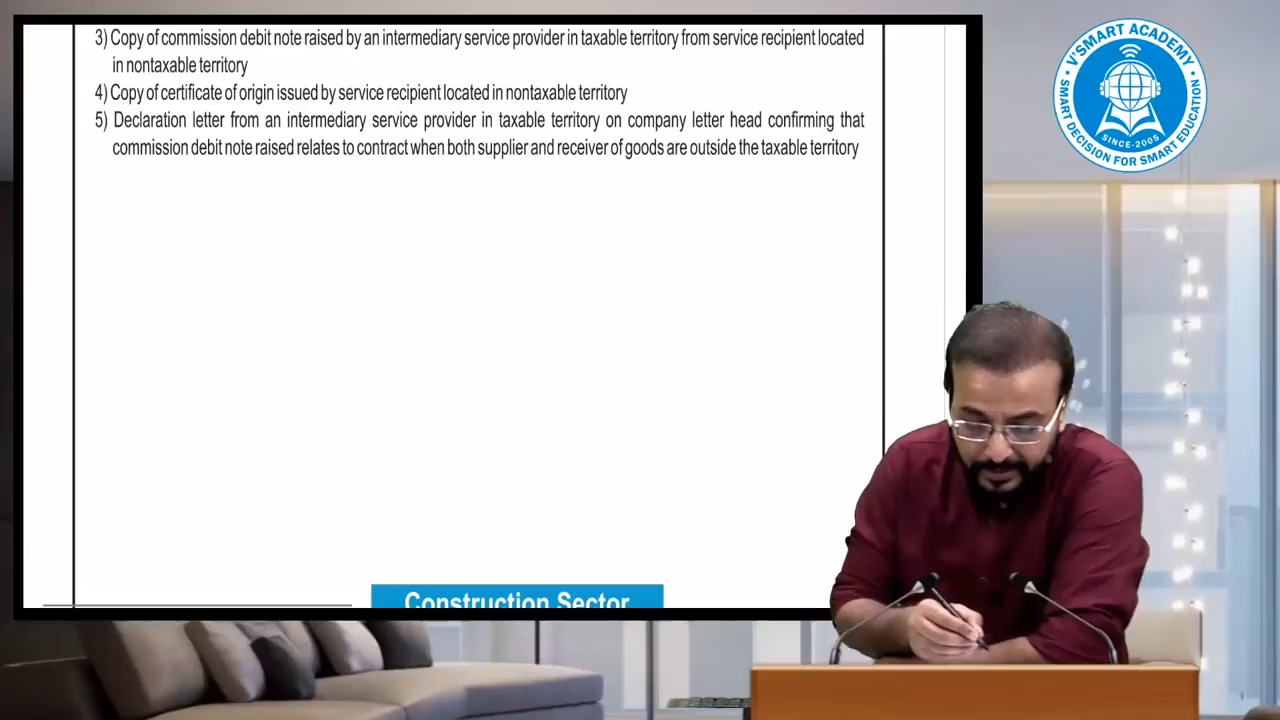 3) Copy of commission debit note raised by an intermediary service provider in taxable territory from service recipient located
in nontaxable territory
4) Copy of certificate of origin issued by service recipient located in nontaxable territory
5) Declaration letter from an intermediary service provider in taxable territory on company letter head confirming that
commission debit note raised relates to contract when both supplier and receiver of goods are outside the taxable territory
Construction Sector
V'SMART ACADEMY
SINCE-2005
SMART DECISION FOR SMART EDUCATION